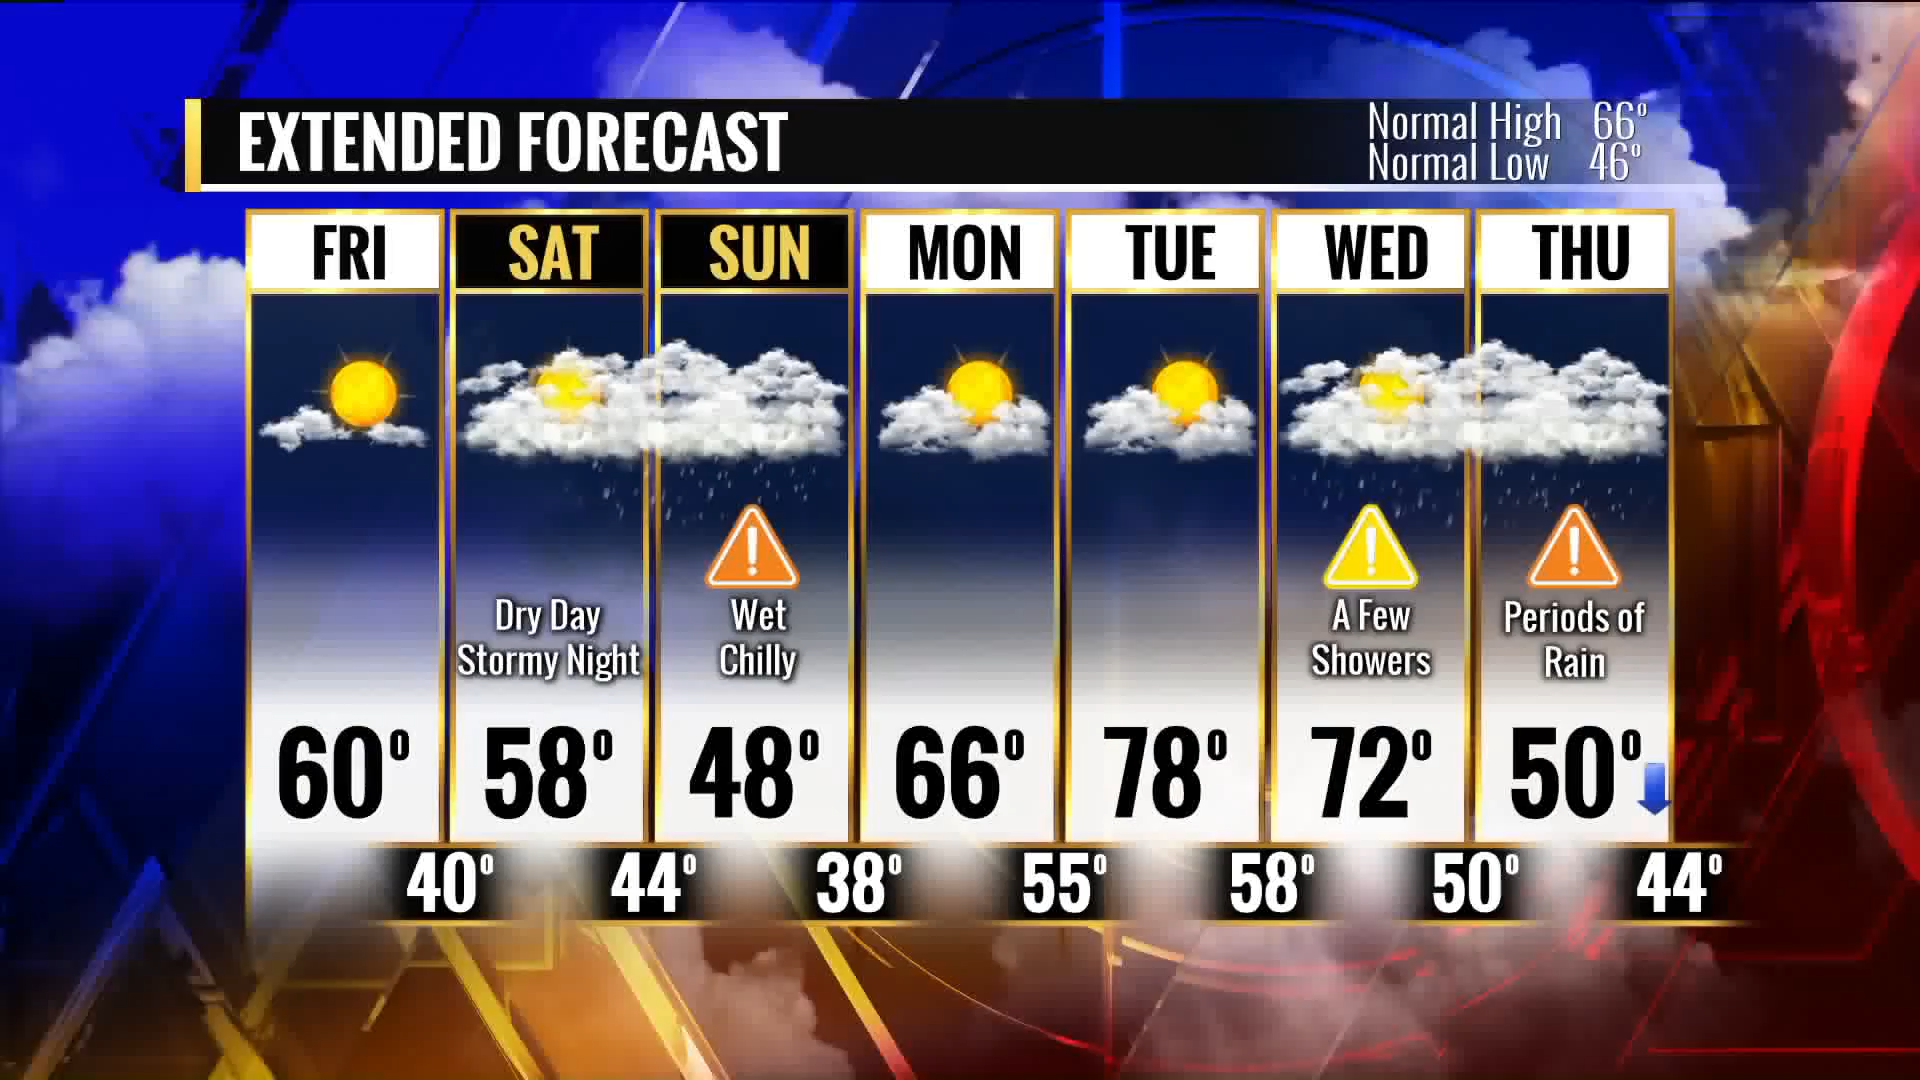 EXTENDED FORECAST
Normal High 66°
Normal Low 46°
FRI
SAT
SUN
MON
TUE
WED
THU
!
!
!
Dry Day
Stormy Night
Wet
Chilly
A Few
Showers
Periods of
Rain
60°
58°
48°
66°
78°
72°
50°
40°
44°
38°
55°
58°
50°
44°